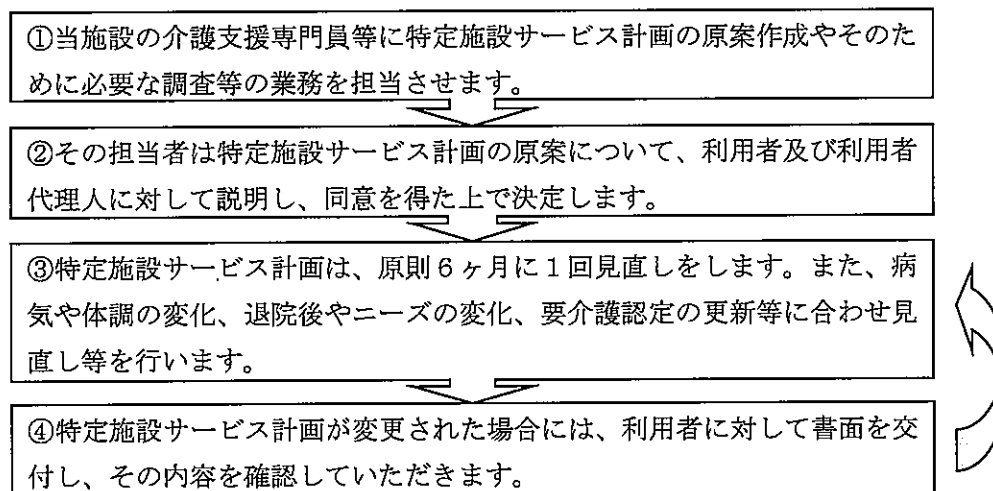 ①当施設の介護支援専門員等に特定施設サービス計画の原案作成やそのた
めに必要な調査等の業務を担当させます。
②その担当者は特定施設サービス計画の原案について、利用者及び利用者
代理人に対して説明し、同意を得た上で決定します。
③特定施設サービス計画は、原則6ヶ月に1回見直しをします。また、病
気や体調の変化、退院後やニーズの変化、要介護認定の更新等に合わせ見
直し等を行います。
④特定施設サービス計画が変更された場合には、利用者に対して書面を交
付し、その内容を確認していただきます。